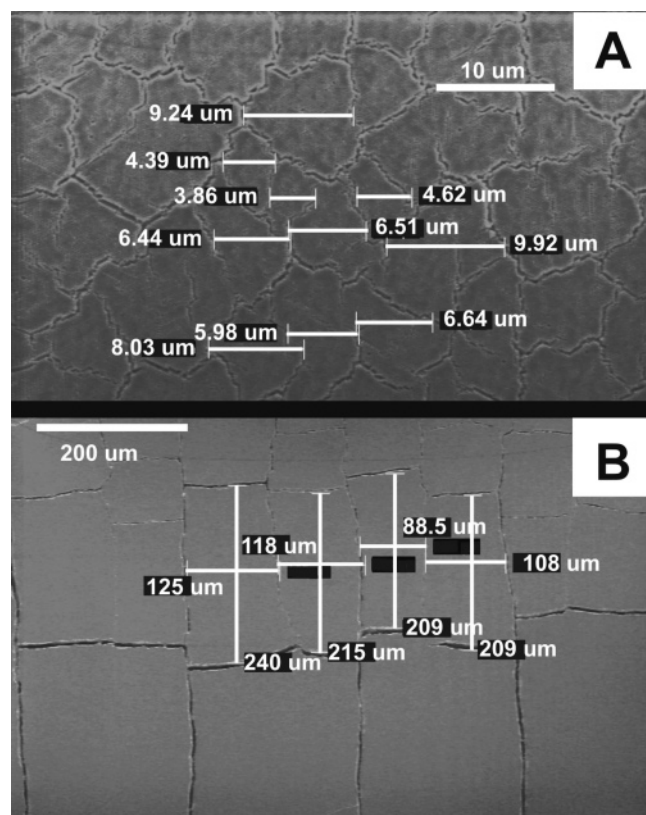 A
10 um
9.24 um
4.39 um
3.86 um
4.62 um
6.44 um
6.51 um
9.92 um
5.98 um
6.64 um
8.03 um
B
200 um
118 um
88.5 um
125 um
108 um
240 um
215 um
209 um
209 um